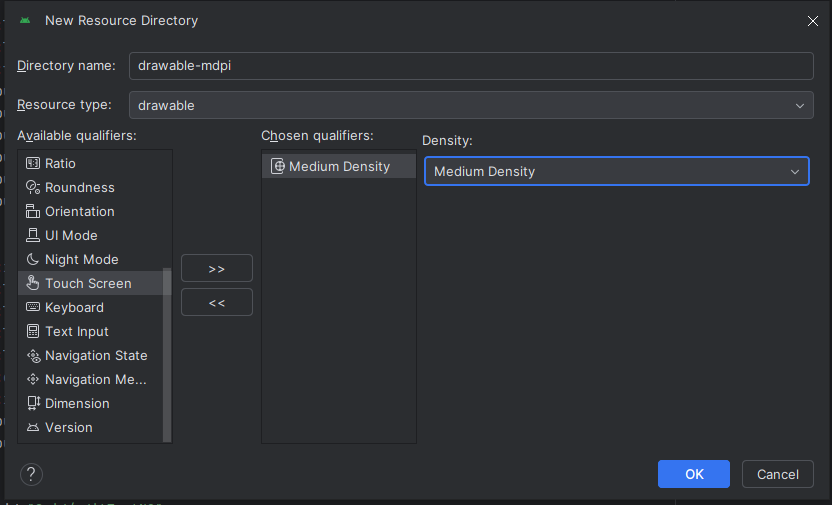 New Resource Directory
Directory name: drawable-mdpi
Resource type: drawable
Available qualifiers:
Ratio
Roundness
Orientation
UI Mode
Night Mode
Touch Screen
Keyboard
Text Input
Navigation State
Navigation Me...
Dimension
Version
>>
<<
Chosen qualifiers:
Medium Density
Density:
Medium Density
?
OK
Cancel